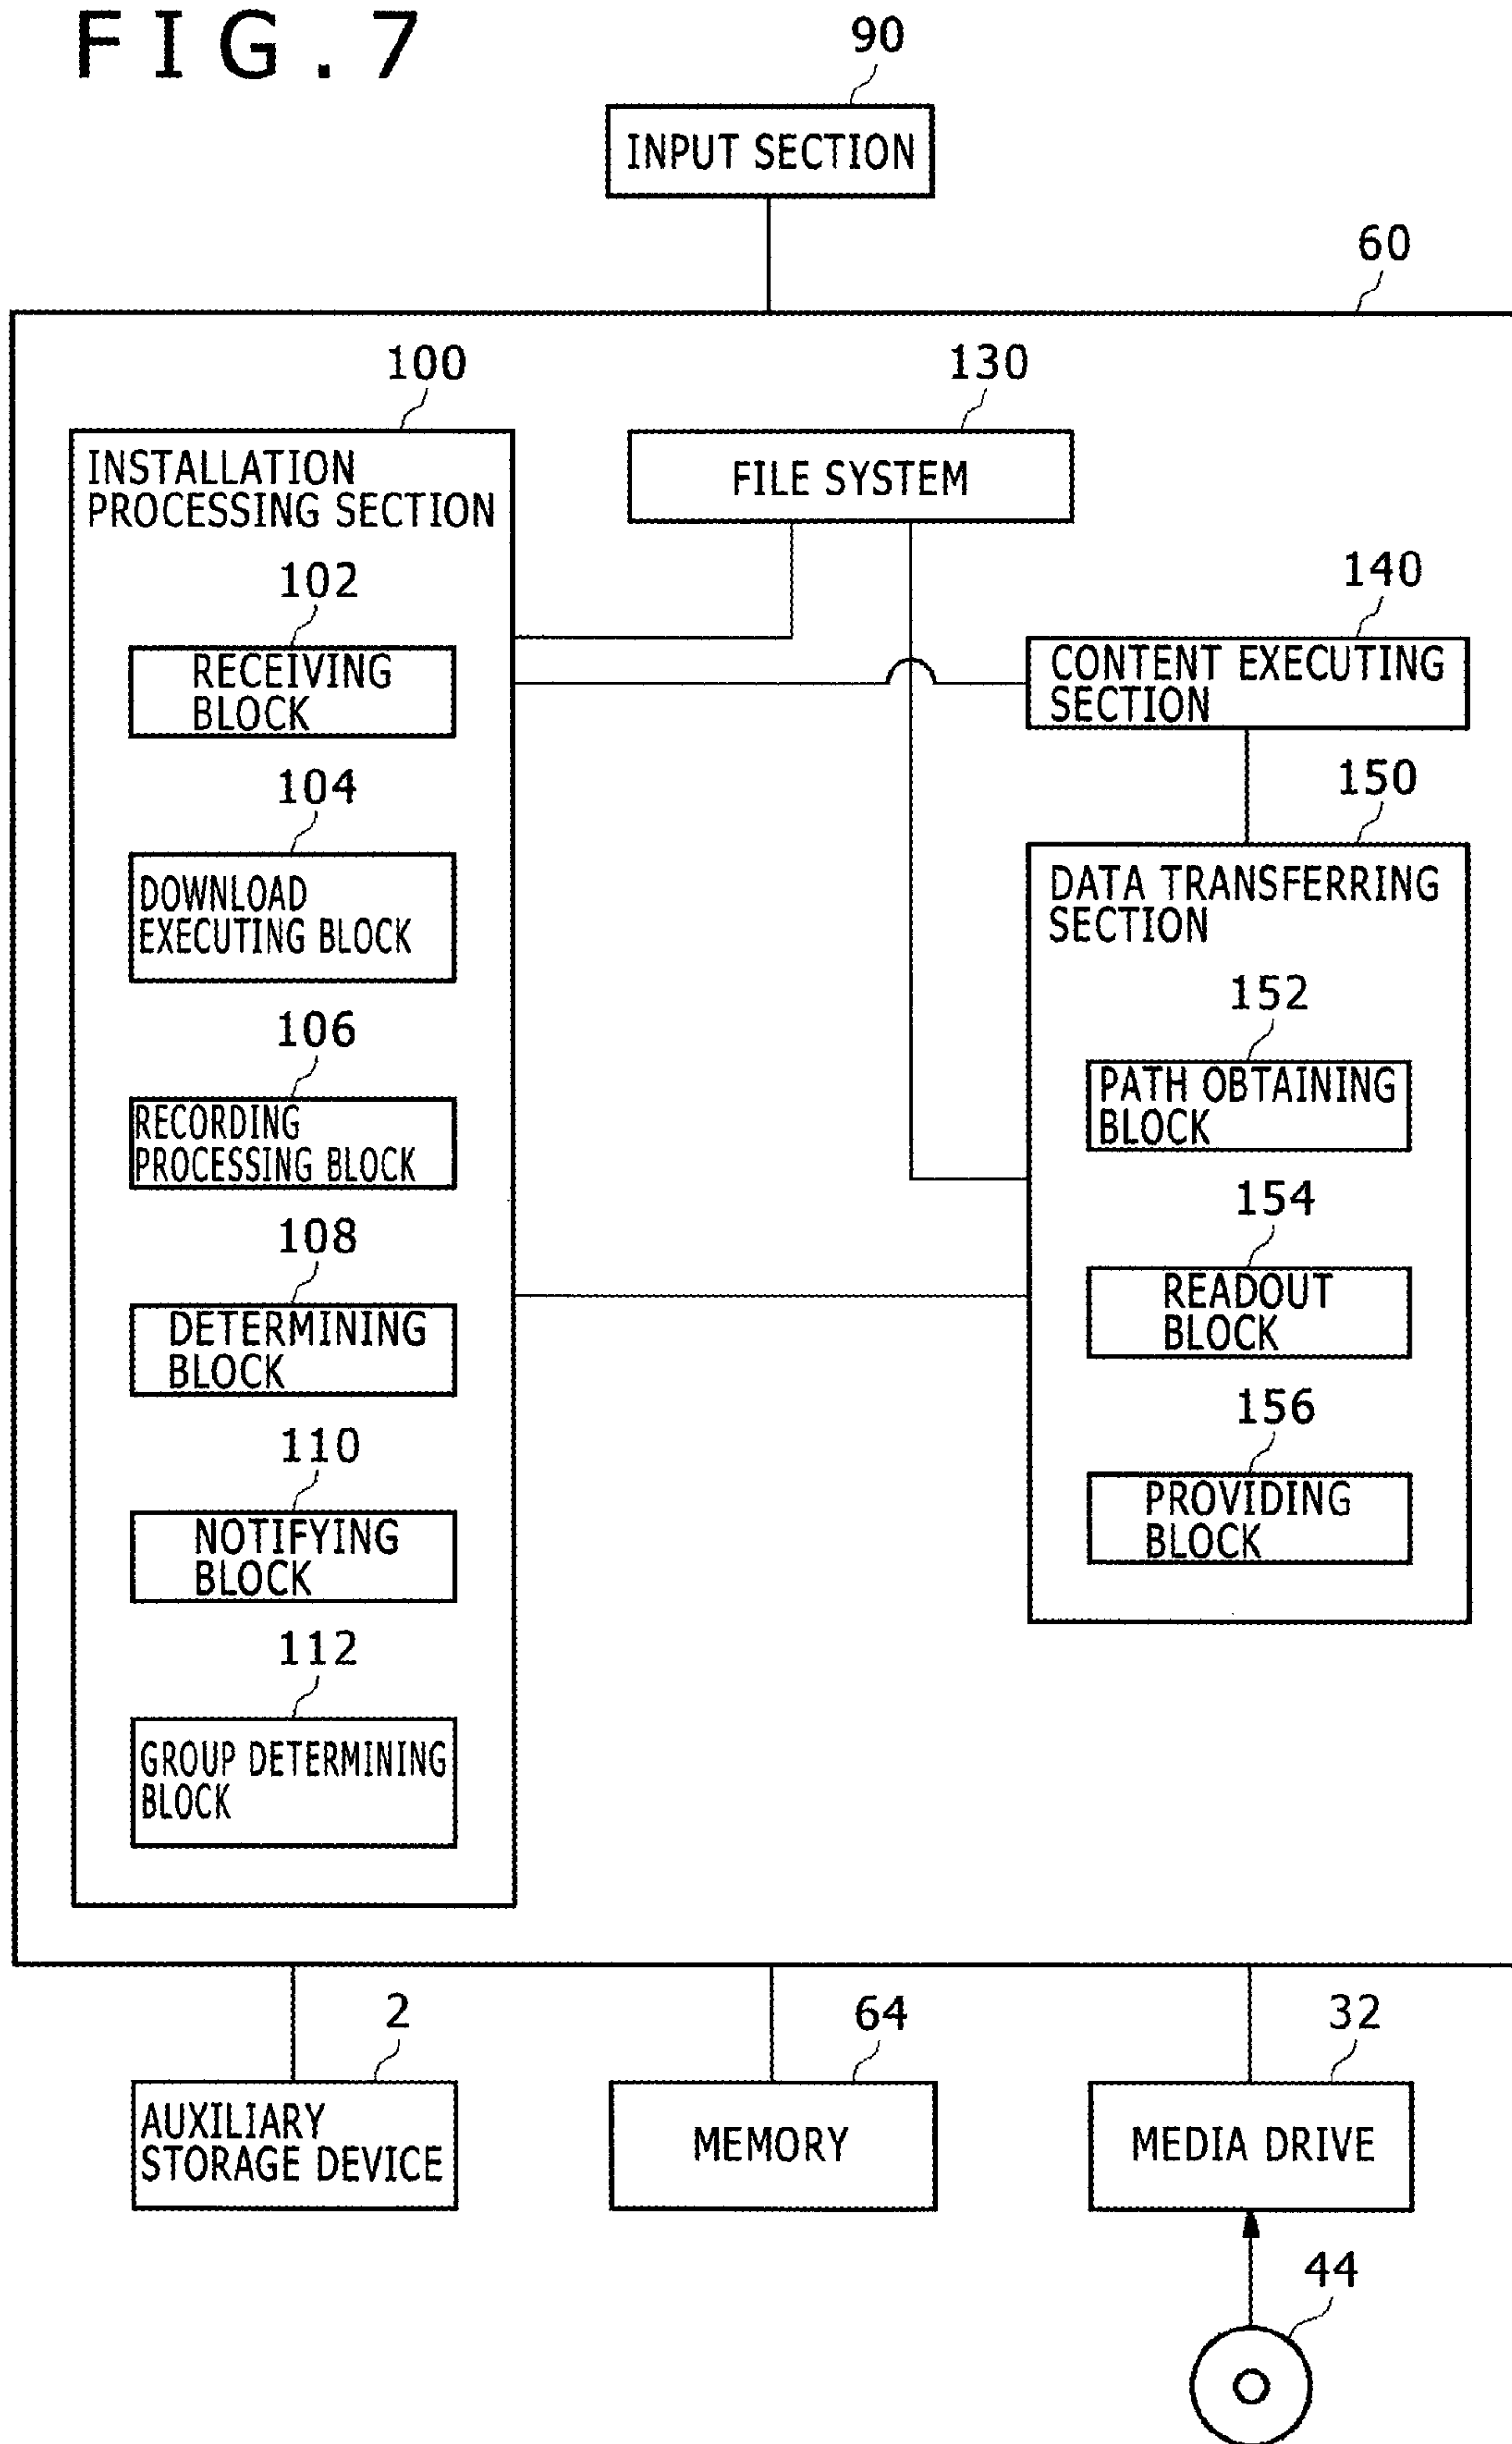 FIG.7
90
INPUT SECTION
60
100
130
INSTALLATION
PROCESSING SECTION
FILE SYSTEM
102
140
RECEIVING
BLOCK
CONTENT EXECUTING
SECTION
104
150
DOWNLOAD
EXECUTING BLOCK
DATA TRANSFERRING
SECTION
106
152
RECORDING
PROCESSING BLOCK
PATH OBTAINING
BLOCK
108
154
DETERMINING
BLOCK
READOUT
BLOCK
110
156
NOTIFYING
BLOCK
PROVIDING
BLOCK
112
GROUP DETERMINING
BLOCK
2
64
32
AUXILIARY
STORAGE DEVICE
MEMORY
MEDIA DRIVE
44